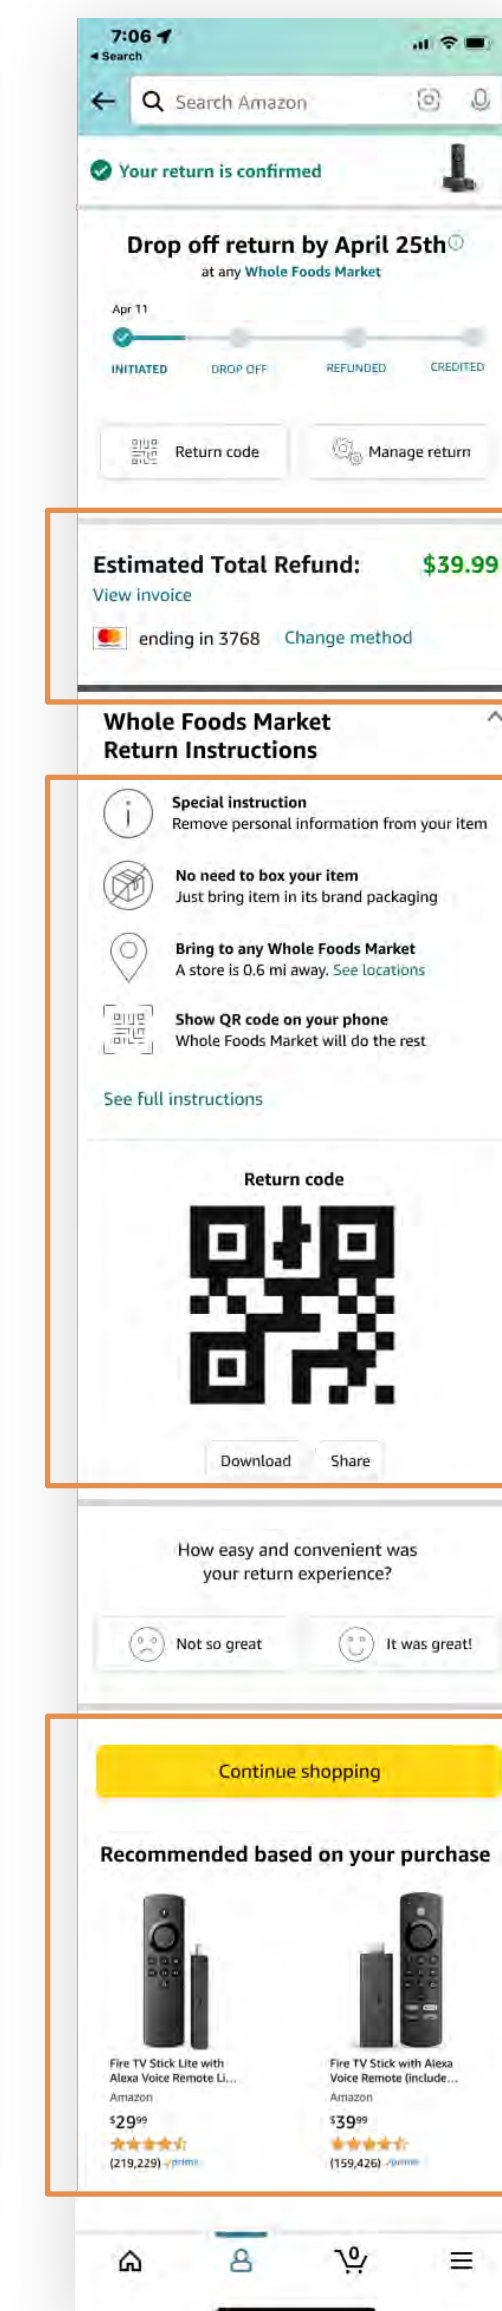 7:06
Search
Search Amazon
Your return is confirmed
Drop off return by April 25th
at any Whole Foods Market
Apr 11
INITIATED DROP OFF REFUNDED CREDITED
Return code Manage return
Estimated Total Refund: $39.99
View invoice
ending in 3768 Change method
Whole Foods Market
Return Instructions
Special instruction
Remove personal information from your item
No need to box your item
Just bring item in its brand packaging
Bring to any Whole Foods Market
A store is 0.6 mi away. See locations
Show QR code on your phone
Whole Foods Market will do the rest
See full instructions
Return code
Download Share
How easy and convenient was
your return experience?
Not so great It was great!
Continue shopping
Recommended based on your purchase
Fire TV Stick Lite with
Alexa Voice Remote Li...
Amazon
$29⁹⁹
(219,229) prime
Fire TV Stick with Alexa
Voice Remote (include...
Amazon
$39⁹⁹
(159,426) prime
0